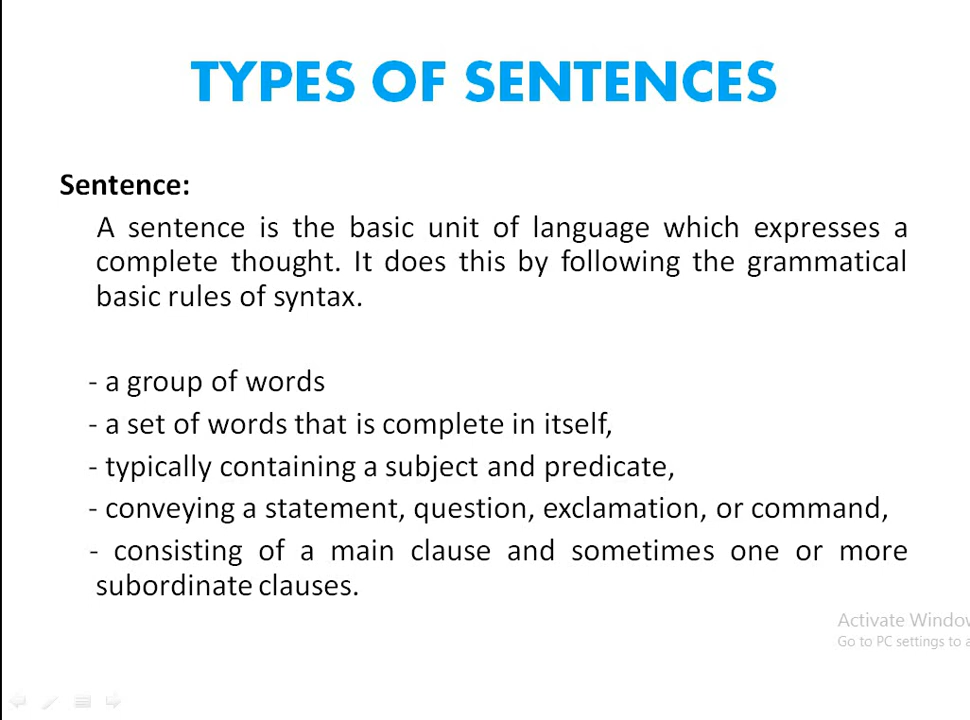 TYPES OF SENTENCES
Sentence:
A sentence is the basic unit of language which expresses a
complete thought. It does this by following the grammatical
basic rules of syntax.
- a group of words
- a set of words that is complete in itself,
- typically containing a subject and predicate,
- conveying a statement, question, exclamation, or command,
- consisting of a main clause and sometimes one or more
subordinate clauses.
Activate Window
Go to PC settings to a